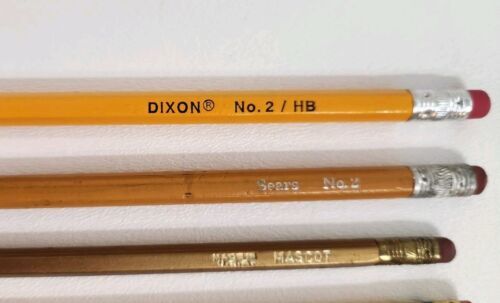 DIXON® No. 2 / HB
Sears No. 2
MASCOT